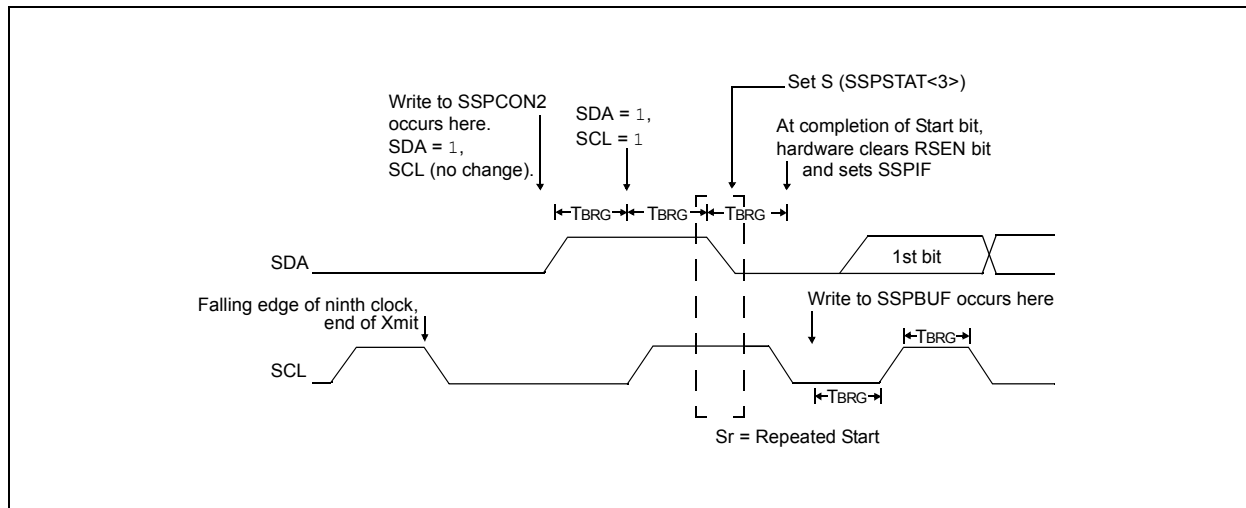 Set S (SSPSTAT<3>)
Write to SSPCON2
occurs here.
SDA = 1,
SCL (no change).
SDA = 1,
SCL = 1
At completion of Start bit,
hardware clears RSEN bit
and sets SSPIF
TBRG
TBRG
TBRG
SDA
1st bit
Falling edge of ninth clock,
end of Xmit
Write to SSPBUF occurs here
TBRG
SCL
TBRG
Sr = Repeated Start